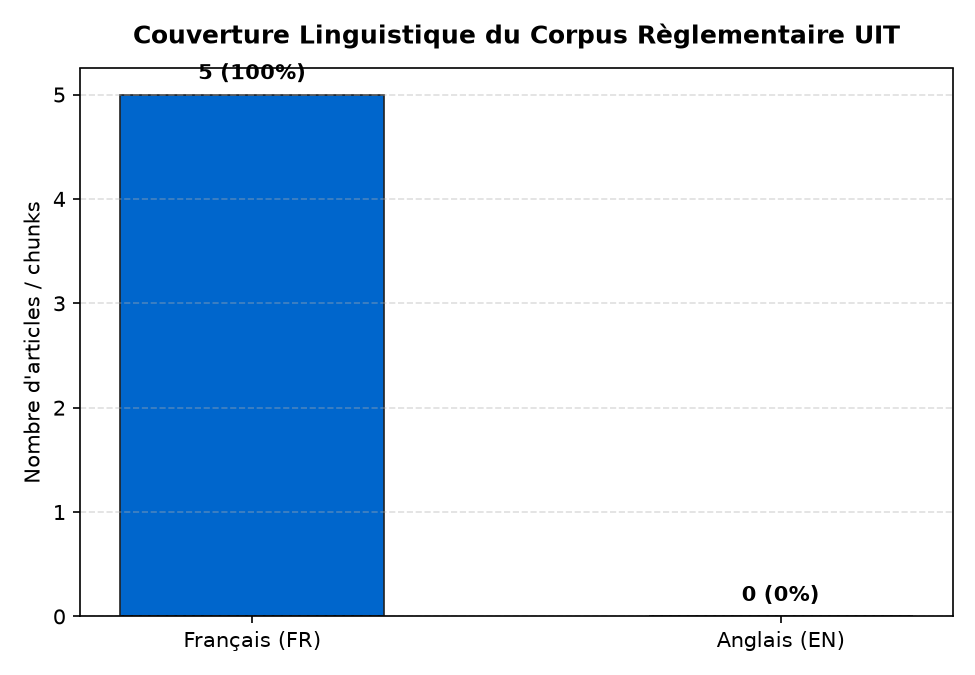 Couverture Linguistique du Corpus Règlementaire UIT
5 (100%)
5
4
3
2
1
0
Nombre d'articles / chunks
0 (0%)
Français (FR)
Anglais (EN)